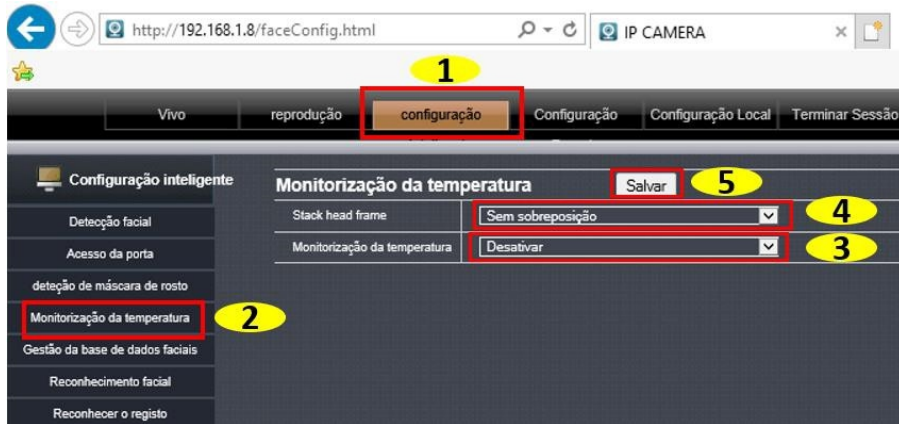 http://192.168.1.8/faceConfig.html
IP CAMERA
1
Vivo
reprodução
configuração
Configuração
Configuração Local
Terminar Sessão
Configuração inteligente
Monitorização da temperatura
Salvar
5
Detecção facial
Stack head frame
Sem sobreposição
4
Acesso da porta
Monitorização da temperatura
Desativar
3
deteção de máscara de rosto
Monitorização da temperatura
2
Gestão da base de dados faciais
Reconhecimento facial
Reconhecer o registo